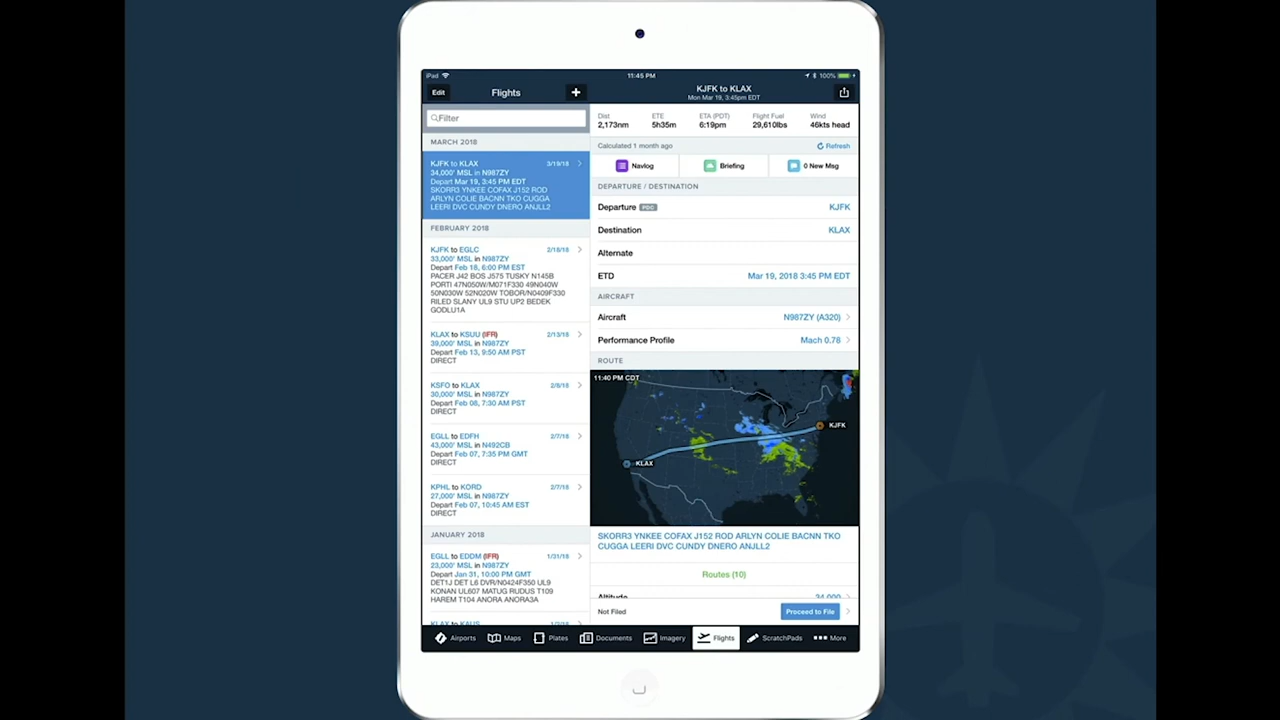 iPad
11:45 PM
100%
Edit
Flights
+
KJFK to KLAX
Mon Mar 19, 3:45pm EDT
Filter
MARCH 2018
KJFK to KLAX 3/19/18
34,000' MSL in N987ZY
Depart Mar 19, 3:45 PM EDT
SKORR3 YNKEE COFAX J152 ROD
ARLYN COLIE BACNN TKO CUGGA
LEERI DVC CUNDY DNERO ANJLL2
FEBRUARY 2018
KJFK to EGLC 2/18/18
33,000' MSL in N987ZY
Depart Feb 18, 6:00 PM EST
PACER J42 BOS J575 TUSKY N145B
PORTI 47N050W/M071F330 49N040W
50N030W 52N020W TOBOR/N0409F330
RILED SLANY UL9 STU UP2 BEDEK
GODLU1A
KLAX to KSUU (IFR) 2/13/18
39,000' MSL in N987ZY
Depart Feb 13, 9:50 AM PST
DIRECT
KSFO to KLAX 2/8/18
30,000' MSL in N987ZY
Depart Feb 08, 7:30 AM PST
DIRECT
EGLL to EDFH 2/7/18
43,000' MSL in N492CB
Depart Feb 07, 7:35 PM GMT
DIRECT
KPHL to KORD 2/7/18
27,000' MSL in N987ZY
Depart Feb 07, 10:45 AM EST
DIRECT
JANUARY 2018
EGLL to EDDM (IFR) 1/31/18
23,000' MSL in N987ZY
Depart Jan 31, 10:00 PM GMT
DET1J DET L6 DVR/N0424F350 UL9
KONAN UL607 MATUG RUDUS T109
HAREM T104 ANORA ANORA3A
Dist ETE ETA (PDT) Flight Fuel Wind
2,173nm 5h35m 6:19pm 29,610lbs 46kts head
Calculated 1 month ago Refresh
Navlog Briefing 0 New Msg
DEPARTURE / DESTINATION
Departure PDC KJFK
Destination KLAX
Alternate
ETD Mar 19, 2018 3:45 PM EDT
AIRCRAFT
Aircraft N987ZY (A320)
Performance Profile Mach 0.78
ROUTE
11:40 PM CDT
KJFK
KLAX
SKORR3 YNKEE COFAX J152 ROD ARLYN COLIE BACNN TKO
CUGGA LEERI DVC CUNDY DNERO ANJLL2
Routes (10)
Altitude 34,000
Not Filed Proceed to File
Airports Maps Plates Documents Imagery Flights ScratchPads More